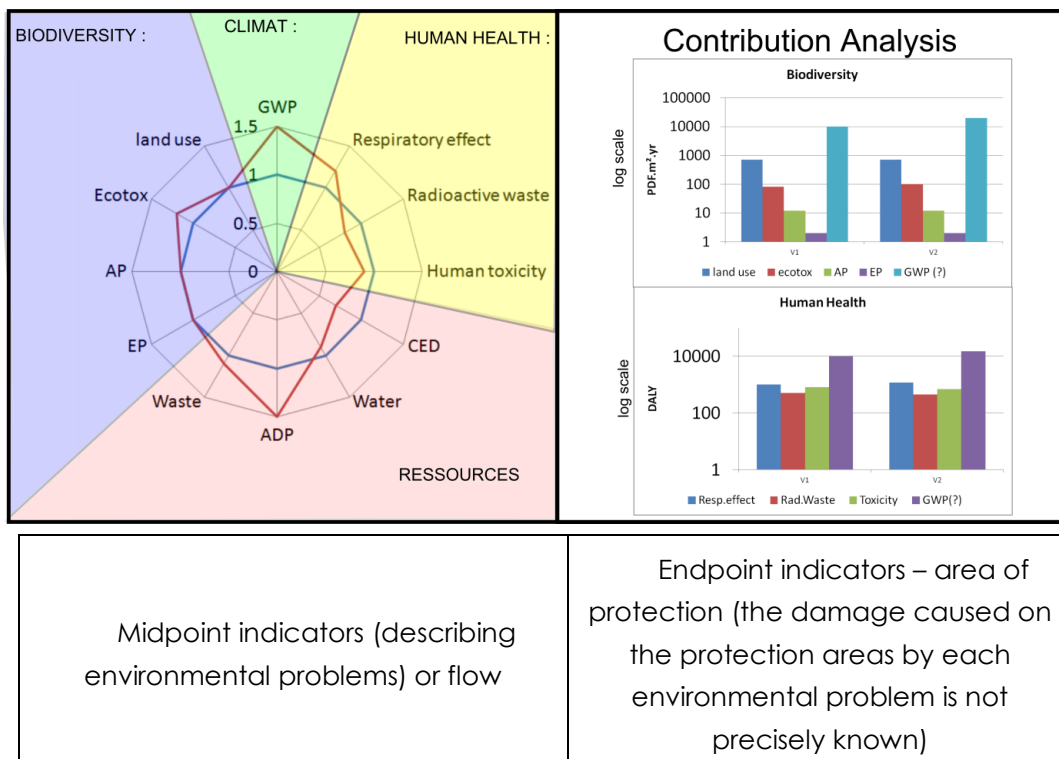 BIODIVERSITY :
CLIMAT :
HUMAN HEALTH :
GWP
1.5
land use
Respiratory effect
1
Ecotox
Radioactive waste
0.5
AP
0
Human toxicity
EP
CED
Waste
Water
ADP
RESSOURCES
Contribution Analysis
Biodiversity
log scale
PDF.m².yr
100000
10000
1000
100
10
1
V1
V2
land use
ecotox
AP
EP
GWP (?)
Human Health
log scale
DALY
10000
100
1
V1
V2
Resp.effect
Rad.Waste
Toxicity
GWP(?)
Midpoint indicators (describing
environmental problems) or flow
Endpoint indicators – area of
protection (the damage caused on
the protection areas by each
environmental problem is not
precisely known)